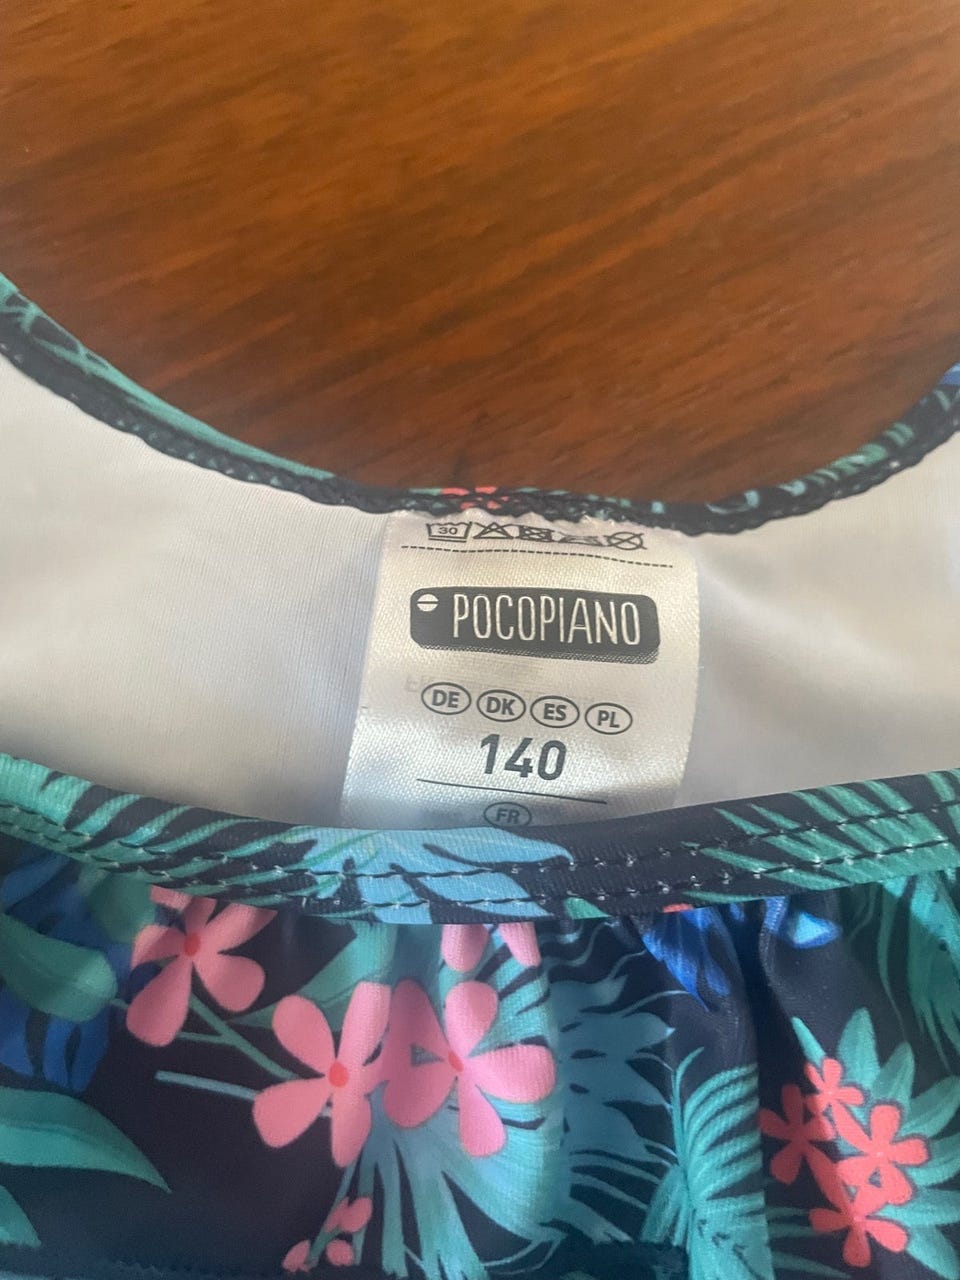 30
POCOPIANO
DE DK ES PL
140
FR